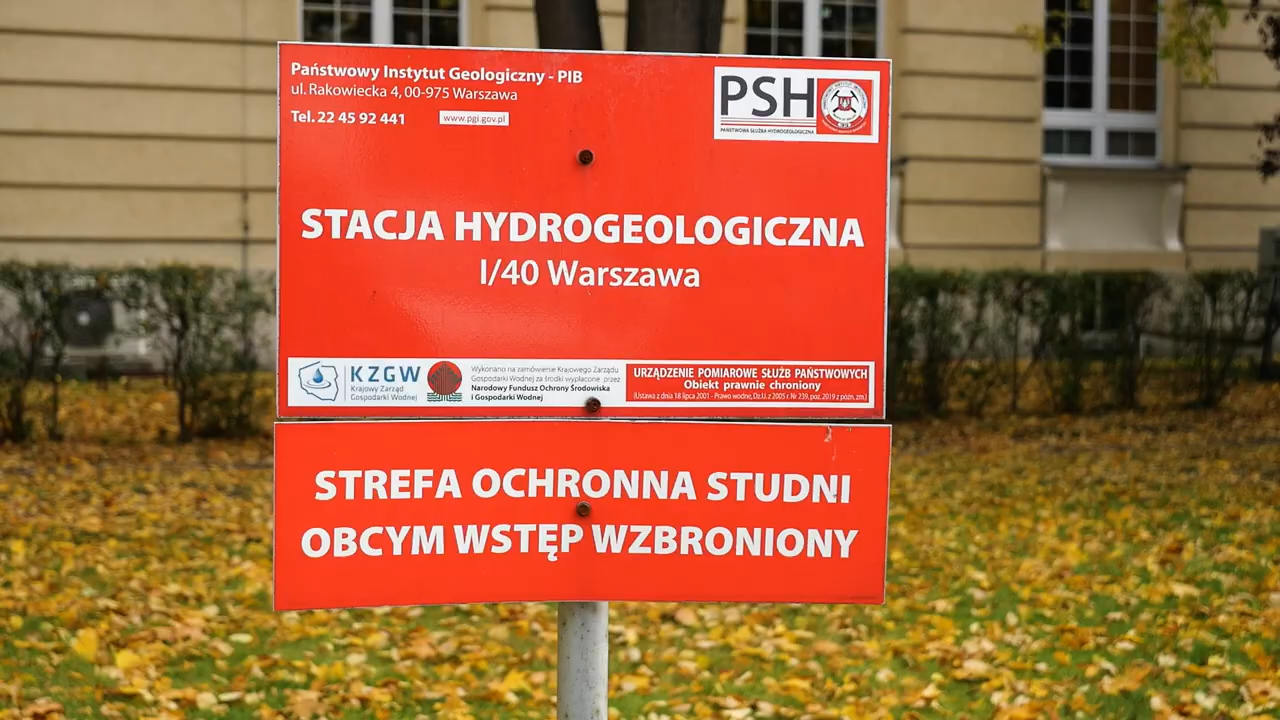 Państwowy Instytut Geologiczny - PIB
ul. Rakowiecka 4, 00-975 Warszawa
Tel. 22 45 92 441
www.pgi.gov.pl
PSH
PAŃSTWOWA SŁUŻBA HYDROGEOLOGICZNA
STACJA HYDROGEOLOGICZNA
I/40 Warszawa
KZGW
Krajowy Zarząd
Gospodarki Wodnej
Wykonano na zamówienie Krajowego Zarządu
Gospodarki Wodnej za środki wypłacone przez
Narodowy Fundusz Ochrony Środowiska
i Gospodarki Wodnej
URZĄDZENIE POMIAROWE SŁUŻB PAŃSTWOWYCH
Obiekt prawnie chroniony
(Ustawa z dnia 18 lipca 2001 - Prawo wodne, Dz.U. z 2005 r. Nr 239, poz. 2019 z późn. zm.)
STREFA OCHRONNA STUDNI
OBCYM WSTĘP WZBRONIONY